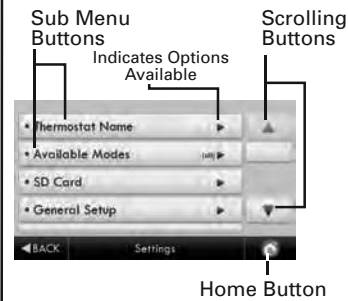 Sub Menu
Buttons
Scrolling
Buttons
Indicates Options
Available
• Thermostat Name
• Available Modes
• SD Card
• General Setup
◀BACK
Settings
Home Button